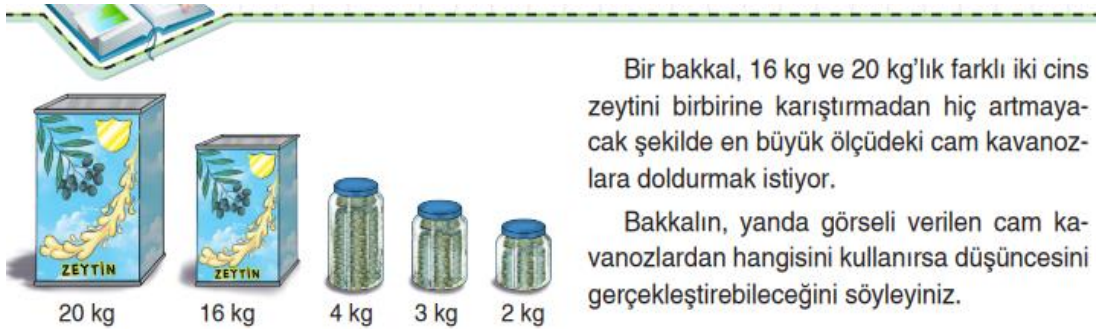 Bir bakkal, 16 kg ve 20 kg’lık farklı iki cins
zeytini birbirine karıştırmadan hiç artmaya-
cak şekilde en büyük ölçüdeki cam kavanoz-
lara doldurmak istiyor.
Bakkalın, yanda görseli verilen cam ka-
vanozlardan hangisini kullanırsa düşüncesini
gerçekleştirebileceğini söyleyiniz.
ZEYTİN
ZEYTİN
20 kg
16 kg
4 kg
3 kg
2 kg